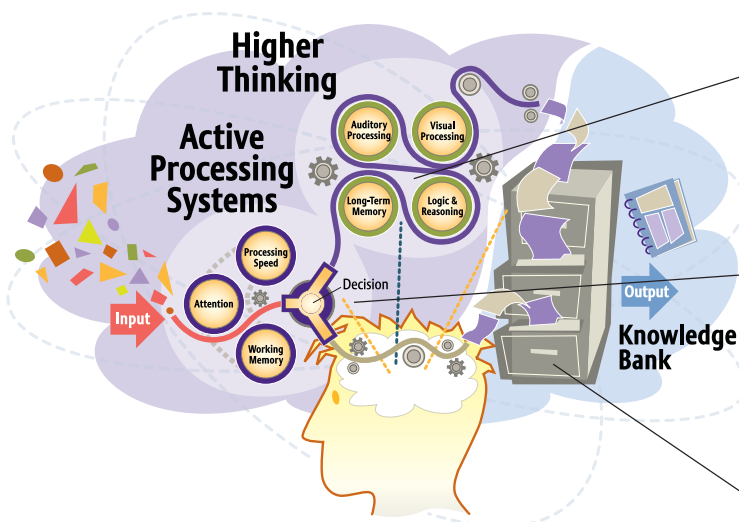 Higher
Thinking
Auditory
Processing
Visual
Processing
Active
Processing
Systems
Long-Term
Memory
Logic &
Reasoning
Processing
Speed
Decision
Attention
Input
Output
Working
Memory
Knowledge
Bank